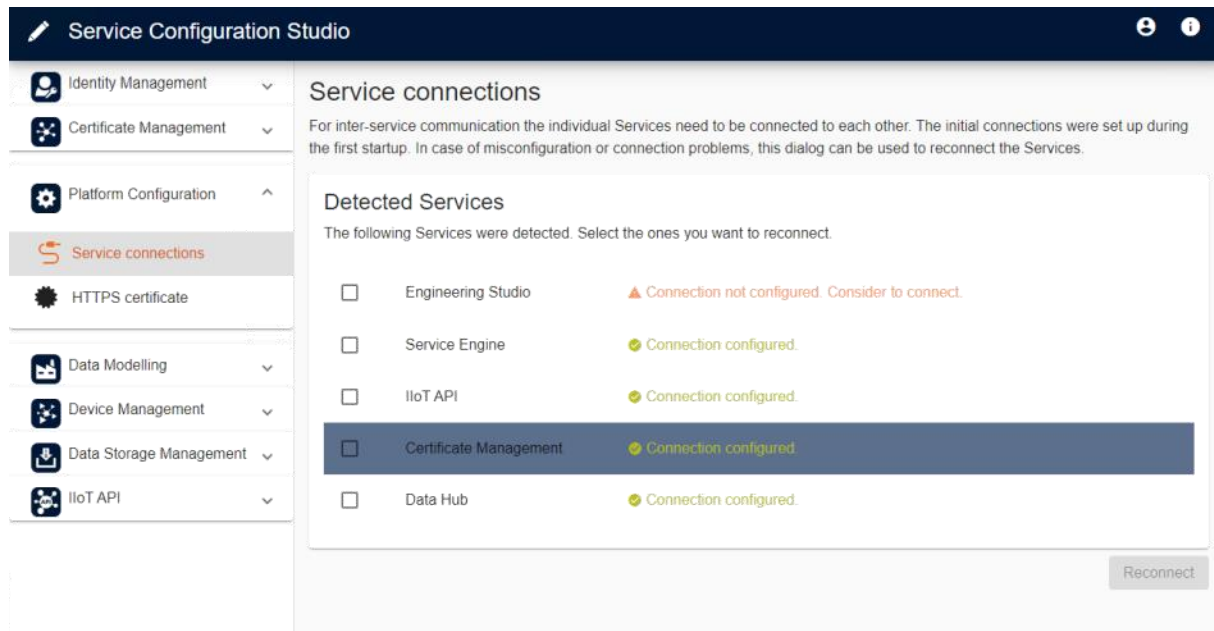 Service Configuration Studio
Identity Management
Certificate Management
Platform Configuration
Service connections
HTTPS certificate
Data Modelling
Device Management
Data Storage Management
IIoT API
Service connections
For inter-service communication the individual Services need to be connected to each other. The initial connections were set up during
the first startup. In case of misconfiguration or connection problems, this dialog can be used to reconnect the Services.
Detected Services
The following Services were detected. Select the ones you want to reconnect.
Engineering Studio Connection not configured. Consider to connect.
Service Engine Connection configured.
IIoT API Connection configured.
Certificate Management Connection configured.
Data Hub Connection configured.
Reconnect